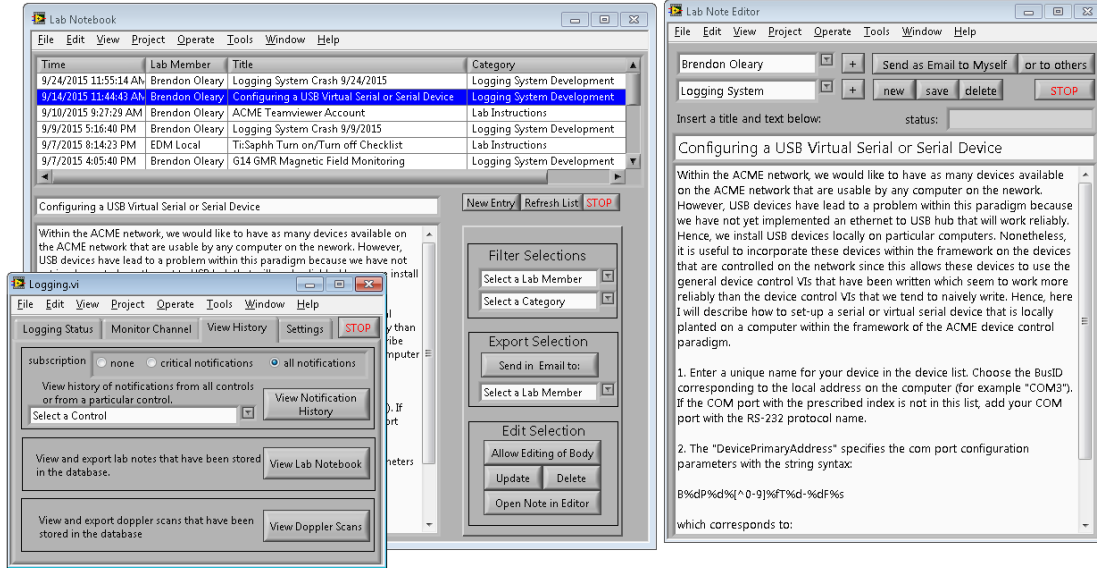 Lab Notebook
File Edit View Project Operate Tools Window Help
Time Lab Member Title Category
9/24/2015 11:55:14 AM Brendon Oleary Logging System Crash 9/24/2015 Logging System Development
9/14/2015 11:44:43 AM Brendon Oleary Configuring a USB Virtual Serial or Serial Device Logging System Development
9/10/2015 9:27:29 AM Brendon Oleary ACME Teamviewer Account Lab Instructions
9/9/2015 5:16:40 PM Brendon Oleary Logging System Crash 9/9/2015 Logging System Development
9/7/2015 8:14:23 PM EDM Local Ti:Saphh Turn on/Turn off Checklist Lab Instructions
9/7/2015 4:05:40 PM Brendon Oleary G14 GMR Magnetic Field Monitoring Logging System Development
Configuring a USB Virtual Serial or Serial Device
New Entry Refresh List STOP
Within the ACME network, we would like to have as many devices available on
the ACME network that are usable by any computer on the nework. However,
USB devices have lead to a problem within this paradigm because we have not
install
y than
ribe
mputer
). If
ort
meters
Filter Selections
Select a Lab Member
Select a Category
Export Selection
Send in Email to:
Select a Lab Member
Edit Selection
Allow Editing of Body
Update Delete
Open Note in Editor
Logging.vi
File Edit View Project Operate Tools Window Help
Logging Status Monitor Channel View History Settings STOP
subscription none critical notifications all notifications
View history of notifications from all controls
or from a particular control.
Select a Control
View Notification
History
View and export lab notes that have been stored
in the database.
View Lab Notebook
View and export doppler scans that have been
stored in the database
View Doppler Scans
Lab Note Editor
File Edit View Project Operate Tools Window Help
Brendon Oleary + Send as Email to Myself or to others
Logging System + new save delete STOP
Insert a title and text below: status:
Configuring a USB Virtual Serial or Serial Device
Within the ACME network, we would like to have as many devices available
on the ACME network that are usable by any computer on the nework.
However, USB devices have lead to a problem within this paradigm because
we have not yet implemented an ethernet to USB hub that will work reliably.
Hence, we install USB devices locally on particular computers. Nonetheless,
it is useful to incorporate these devices within the framework on the devices
that are controlled on the network since this allows these devices to use the
general device control VIs that have been written which seem to work more
reliably than the device control VIs that we tend to naively write. Hence, here
I will describe how to set-up a serial or virtual serial device that is locally
planted on a computer within the framework of the ACME device control
paradigm.
1. Enter a unique name for your device in the device list. Choose the BusID
corresponding to the local address on the computer (for example "COM3").
If the COM port with the prescribed index is not in this list, add your COM
port with the RS-232 protocol name.
2. The "DevicePrimaryAddress" specifies the com port configuration
parameters with the string syntax:
B%dP%d%[^0-9]%fT%d-%dF%s
which corresponds to: